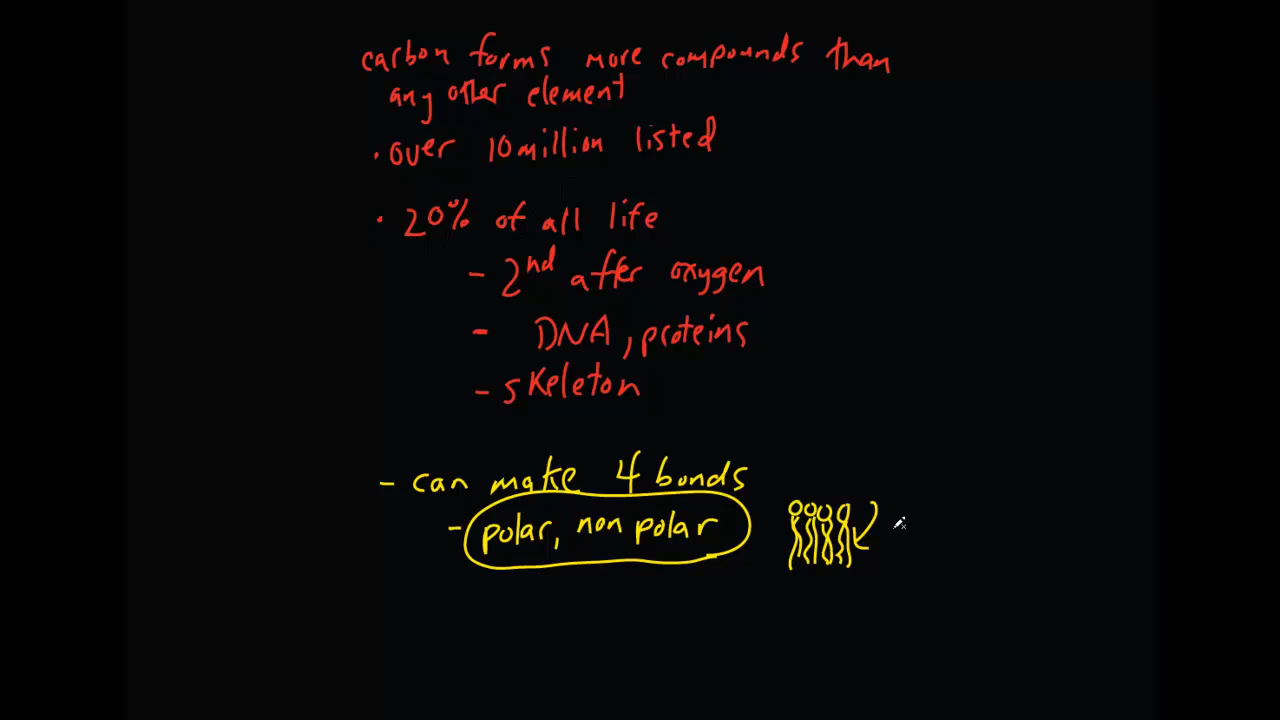 carbon forms more compounds than
any other element
· over 10 million listed
· 20% of all life
- 2nd after oxygen
- DNA, proteins
- skeleton
- can make 4 bonds
- polar, non polar